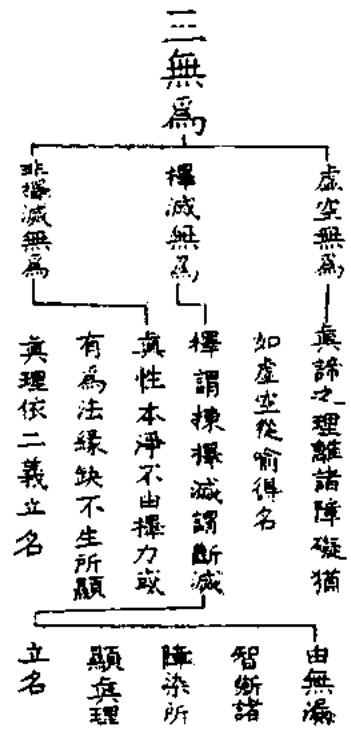 三無為
虛空無為
真諦之理離諸障礙猶
如虛空從喻得名
擇滅無為
擇謂揀擇滅謂斷滅
由無漏
智斷諸
障染所
顯真理
立名
非擇滅無為
真性本淨不由擇力或
有為法緣缺不生所顯
真理依二義立名